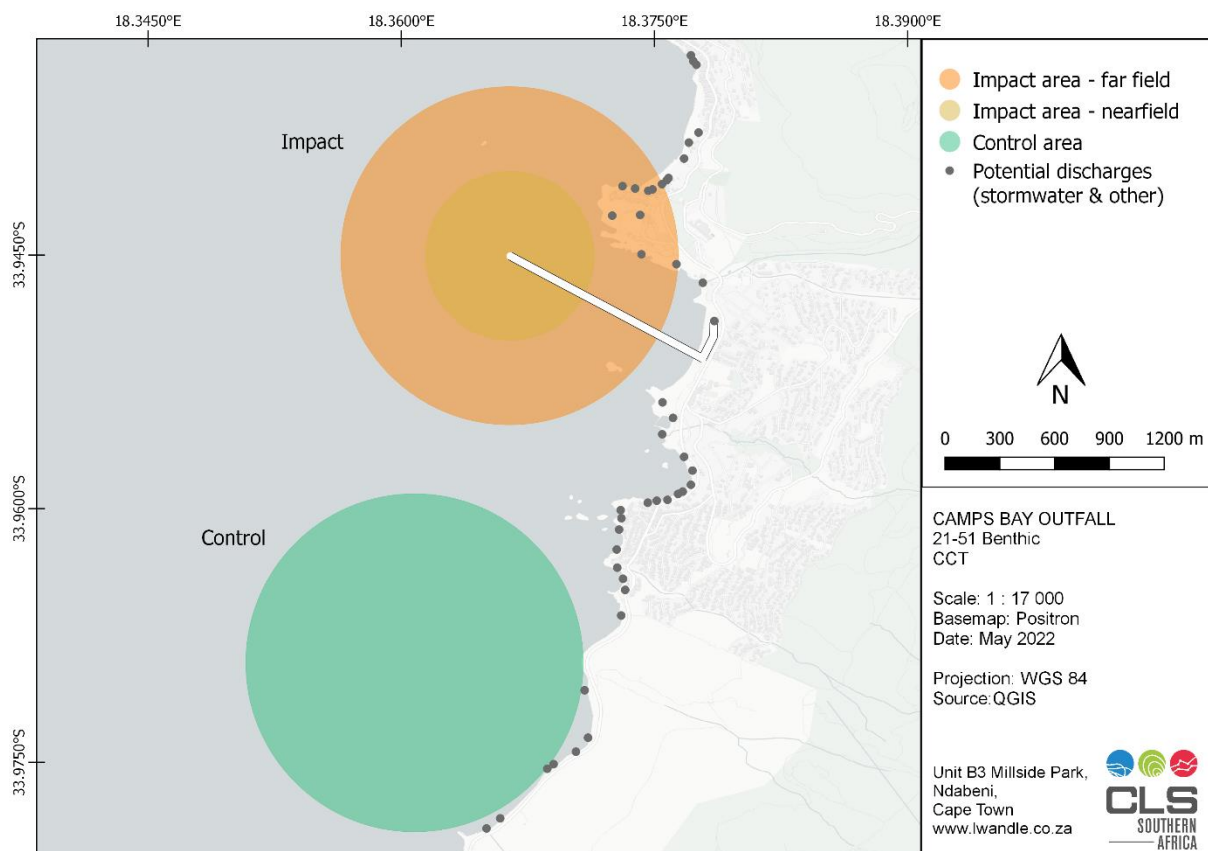 18.3450°E
18.3600°E
18.3750°E
18.3900°E
33.9450°S
33.9600°S
33.9750°S
Impact
Control
Impact area - far field
Impact area - nearfield
Control area
Potential discharges
(stormwater & other)
N
0 300 600 900 1200 m
CAMPS BAY OUTFALL
21-51 Benthic
CCT
Scale: 1 : 17 000
Basemap: Positron
Date: May 2022
Projection: WGS 84
Source:QGIS
Unit B3 Millside Park,
Ndabeni,
Cape Town
www.lwandle.co.za
CLS
SOUTHERN
AFRICA